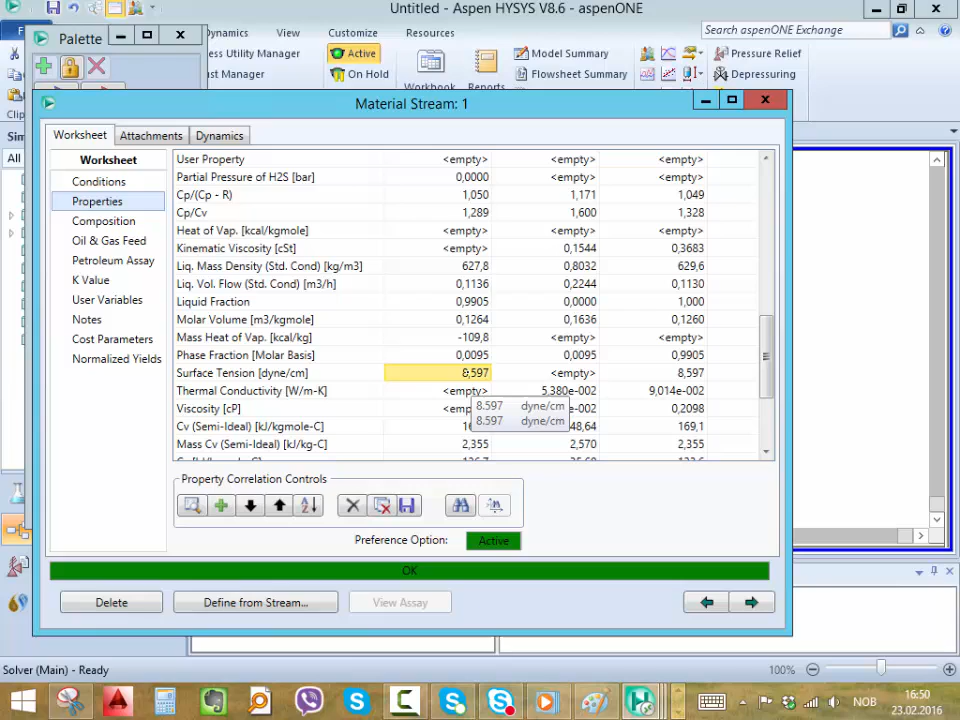 Untitled - Aspen HYSYS V8.6 - aspenONE
Palette
Dynamics View Customize Resources
Search aspenONE Exchange
Active
Model Summary
Pressure Relief
On Hold
Flowsheet Summary
Depressuring
Workbook Reports
Clip
Material Stream: 1
Sim
All
Worksheet Attachments Dynamics
Worksheet
Conditions
Properties
Composition
Oil & Gas Feed
Petroleum Assay
K Value
User Variables
Notes
Cost Parameters
Normalized Yields
User Property <empty> <empty> <empty>
Partial Pressure of H2S [bar] 0,0000 <empty> <empty>
Cp/(Cp - R) 1,050 1,171 1,049
Cp/Cv 1,289 1,600 1,328
Heat of Vap. [kcal/kgmole] <empty> <empty> <empty>
Kinematic Viscosity [cSt] <empty> 0,1544 0,3683
Liq. Mass Density (Std. Cond) [kg/m3] 627,8 0,8032 629,6
Liq. Vol. Flow (Std. Cond) [m3/h] 0,1136 0,2244 0,1130
Liquid Fraction 0,9905 0,0000 1,000
Molar Volume [m3/kgmole] 0,1264 0,1636 0,1260
Mass Heat of Vap. [kcal/kg] -109,8 <empty> <empty>
Phase Fraction [Molar Basis] 0,0095 0,0095 0,9905
Surface Tension [dyne/cm] 8,597 <empty> 8,597
Thermal Conductivity [W/m-K] <empty> 5,380e-002 9,014e-002
Viscosity [cP] 0,2098
8.597 dyne/cm
8.597 dyne/cm
Cv (Semi-Ideal) [kJ/kgmole-C] 169,1
Mass Cv (Semi-Ideal) [kJ/kg-C] 2,355 2,570 2,355
Property Correlation Controls
Preference Option: Active
OK
Delete Define from Stream... View Assay
Solver (Main) - Ready
100%
NOB
16:50
23.02.2016